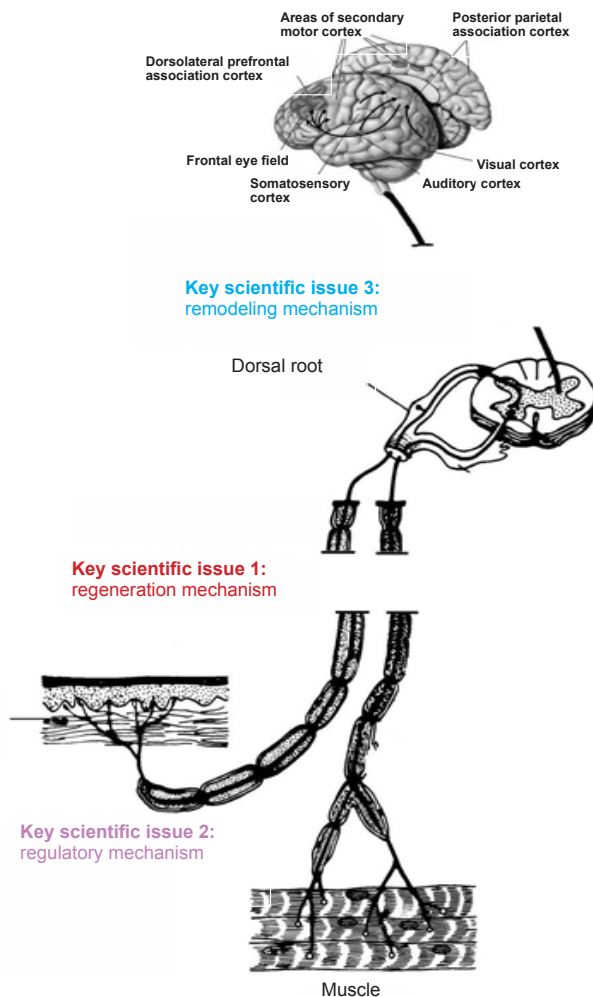 Areas of secondary
motor cortex
Posterior parietal
association cortex
Dorsolateral prefrontal
association cortex
Frontal eye field
Visual cortex
Somatosensory
cortex
Auditory cortex
Key scientific issue 3:
remodeling mechanism
Dorsal root
Key scientific issue 1:
regeneration mechanism
Key scientific issue 2:
regulatory mechanism
Muscle